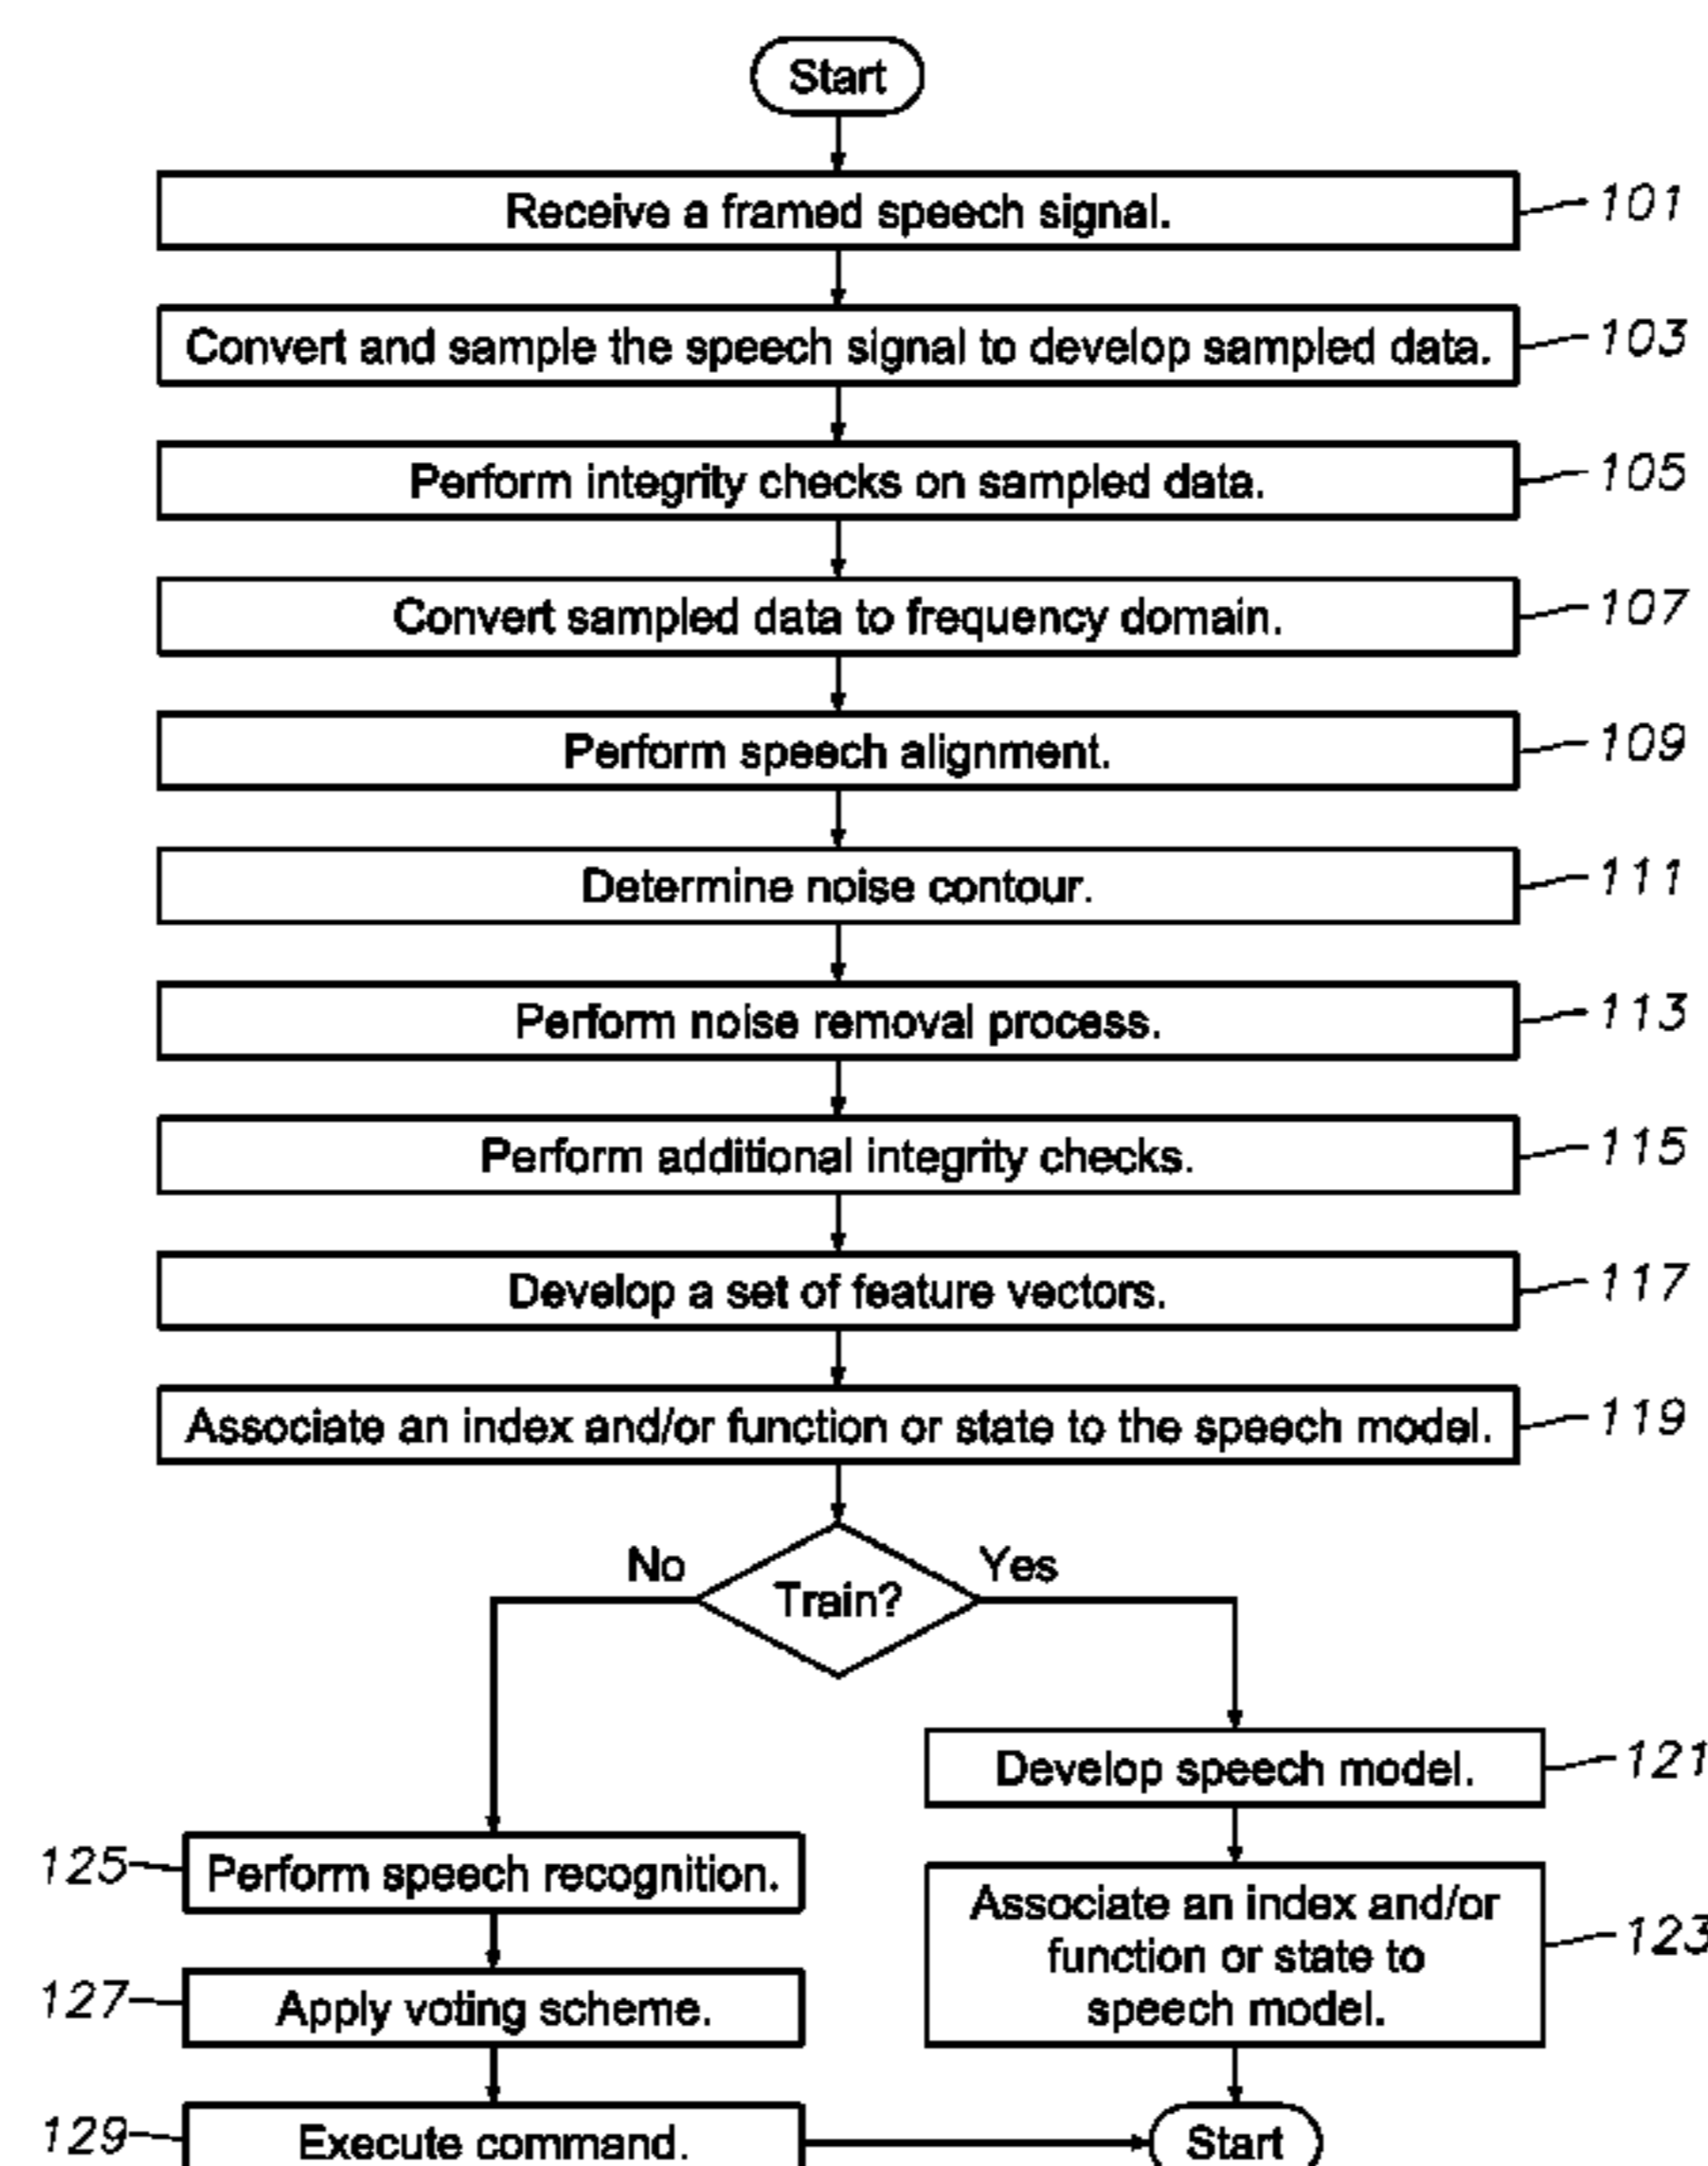 Start
Receive a framed speech signal.
101
Convert and sample the speech signal to develop sampled data.
103
Perform integrity checks on sampled data.
105
Convert sampled data to frequency domain.
107
Perform speech alignment.
109
Determine noise contour.
111
Perform noise removal process.
113
Perform additional integrity checks.
115
Develop a set of feature vectors.
117
Associate an index and/or function or state to the speech model.
119
No
Train?
Yes
Develop speech model.
121
125
Perform speech recognition.
Associate an index and/or
function or state to
speech model.
123
127
Apply voting scheme.
129
Execute command.
Start